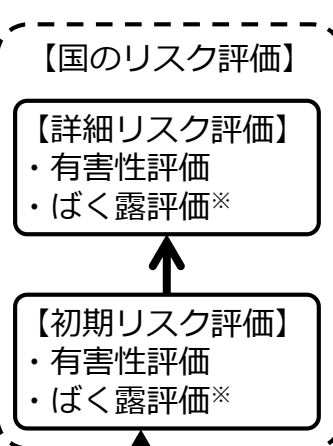 【国のリスク評価】
【詳細リスク評価】
・有害性評価
・ばく露評価※
【初期リスク評価】
・有害性評価
・ばく露評価※